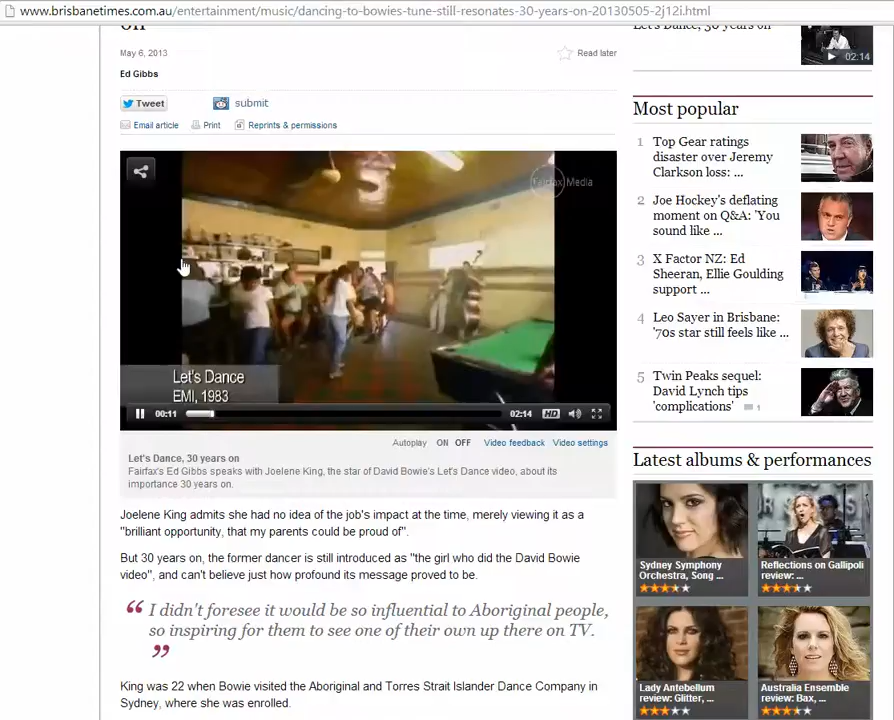 www.brisbanetimes.com.au/entertainment/music/dancing-to-bowies-tune-still-resonates-30-years-on-20130505-2j12i.html
on
May 6, 2013
Read later
Ed Gibbs
Tweet
submit
Email article
Print
Reprints & permissions
Fairfax Media
Let's Dance
EMI, 1983
00:11
02:14
HD
Autoplay ON OFF Video feedback Video settings
Let's Dance, 30 years on
Fairfax's Ed Gibbs speaks with Joelene King, the star of David Bowie's Let's Dance video, about its
importance 30 years on.
Joelene King admits she had no idea of the job's impact at the time, merely viewing it as a
"brilliant opportunity, that my parents could be proud of".
But 30 years on, the former dancer is still introduced as "the girl who did the David Bowie
video", and can't believe just how profound its message proved to be.
“ I didn't foresee it would be so influential to Aboriginal people,
so inspiring for them to see one of their own up there on TV.
”
King was 22 when Bowie visited the Aboriginal and Torres Strait Islander Dance Company in
Sydney, where she was enrolled.
Let's Dance, 30 years on
02:14
Most popular
1 Top Gear ratings
disaster over Jeremy
Clarkson loss: ...
2 Joe Hockey's deflating
moment on Q&A: 'You
sound like ...
3 X Factor NZ: Ed
Sheeran, Ellie Goulding
support ...
4 Leo Sayer in Brisbane:
'70s star still feels like ...
5 Twin Peaks sequel:
David Lynch tips
'complications' 1
Latest albums & performances
Sydney Symphony
Orchestra, Song ...
Reflections on Gallipoli
review: ...
Lady Antebellum
review: Glitter, ...
Australia Ensemble
review: Bax, ...